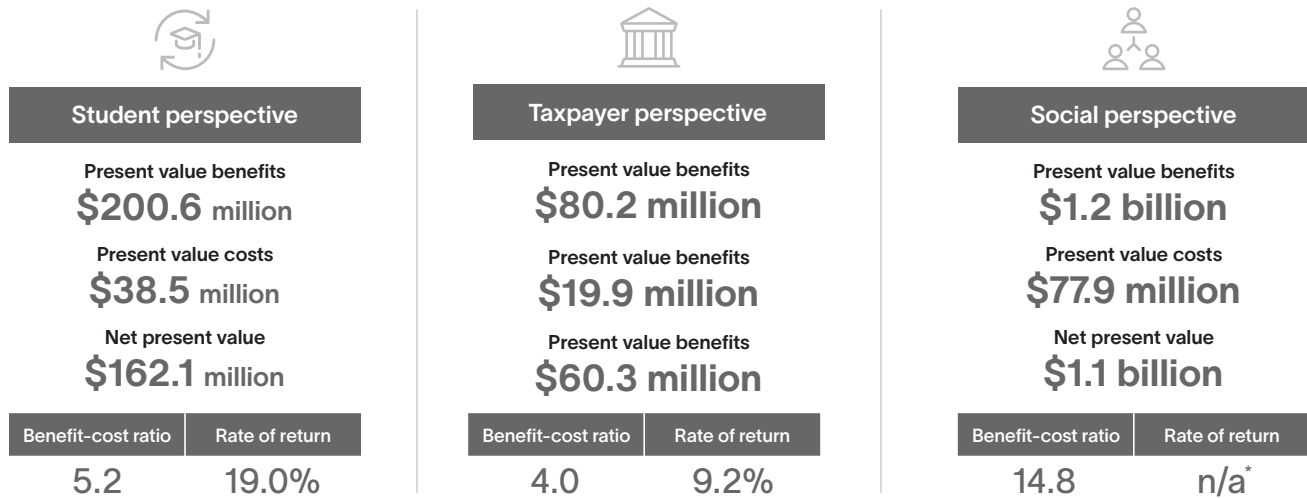 Student perspective
Present value benefits
$200.6 million
Present value costs
$38.5 million
Net present value
$162.1 million
Benefit-cost ratio
Rate of return
5.2
19.0%
Taxpayer perspective
Present value benefits
$80.2 million
Present value benefits
$19.9 million
Present value benefits
$60.3 million
Benefit-cost ratio
Rate of return
4.0
9.2%
Social perspective
Present value benefits
$1.2 billion
Present value costs
$77.9 million
Net present value
$1.1 billion
Benefit-cost ratio
Rate of return
14.8
n/a*